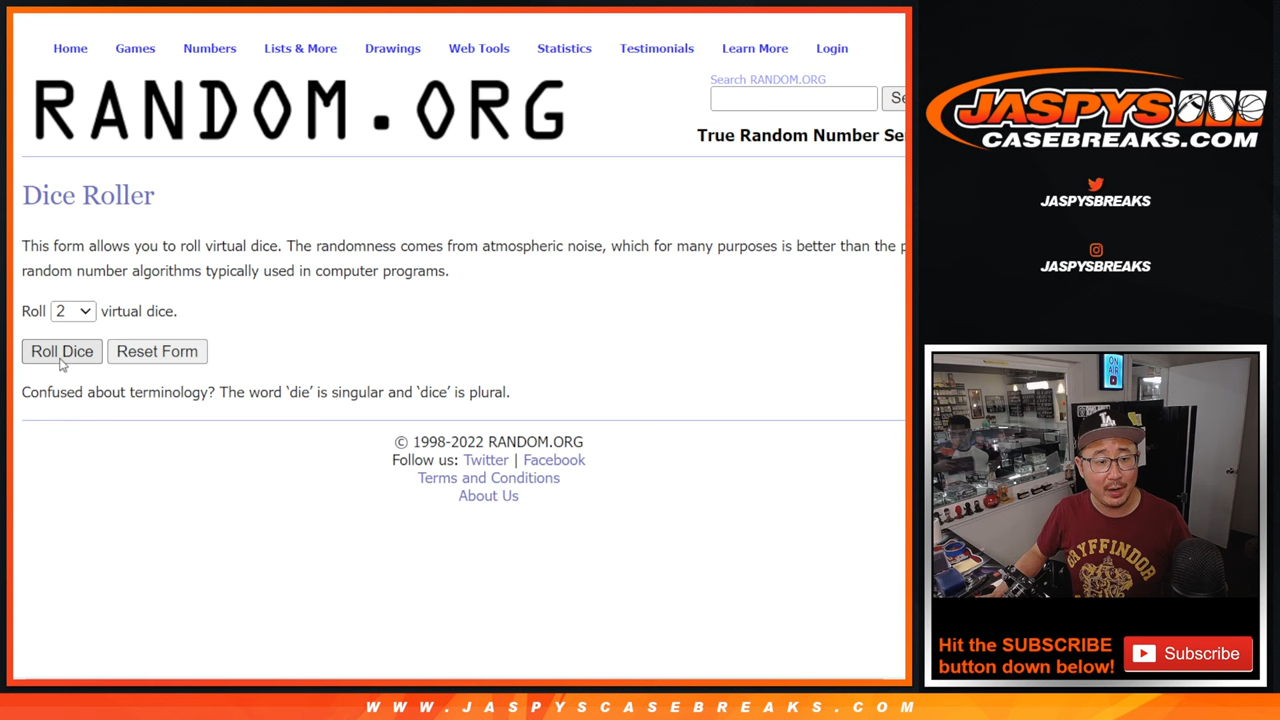 Home Games Numbers Lists & More Drawings Web Tools Statistics Testimonials Learn More Login
RANDOM.ORG
Search RANDOM.ORG
True Random Number Se
Dice Roller
This form allows you to roll virtual dice. The randomness comes from atmospheric noise, which for many purposes is better than the p
random number algorithms typically used in computer programs.
Roll 2 virtual dice.
Roll Dice Reset Form
Confused about terminology? The word ‘die’ is singular and ‘dice’ is plural.
© 1998-2022 RANDOM.ORG
Follow us: Twitter | Facebook
Terms and Conditions
About Us
JASPYS
CASEBREAKS.COM
JASPYSBREAKS
JASPYSBREAKS
ON AIR
LA
GRYFFINDOR
Hit the SUBSCRIBE
button down below!
Subscribe
WWW.JASPYSCASEBREAKS.COM